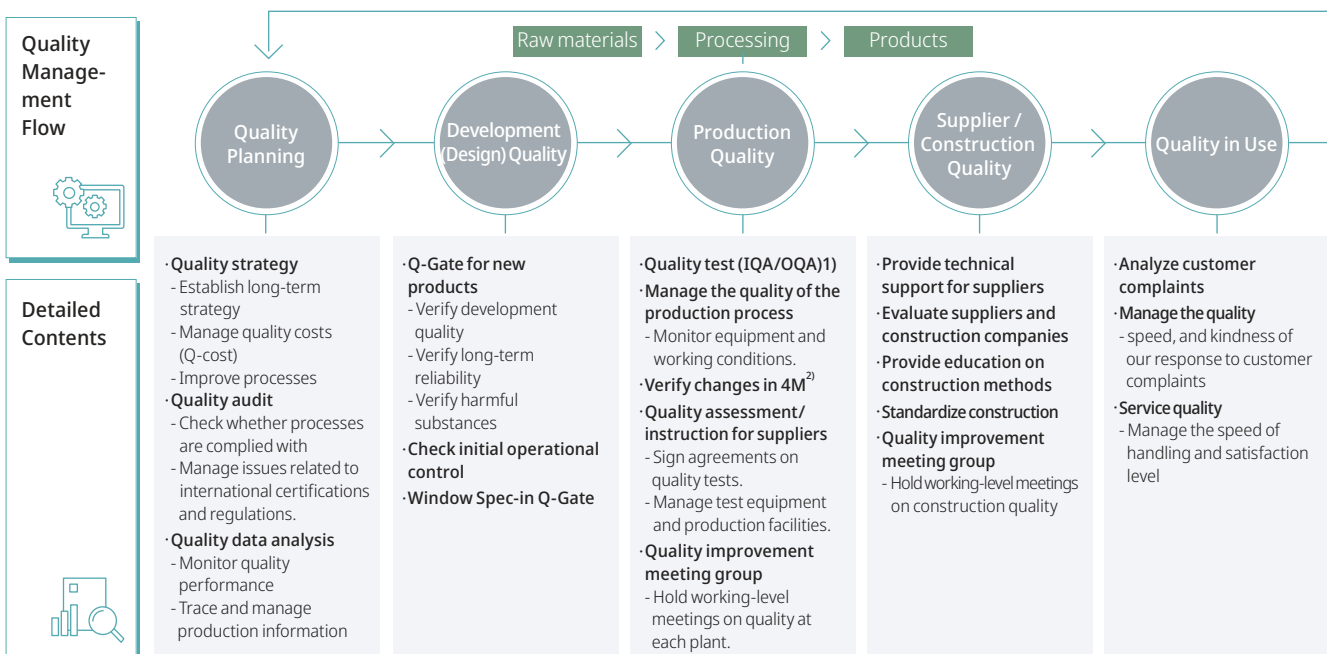 Quality
Manage-
ment
Flow
Raw materials
Processing
Products
Quality
Planning
Development
(Design) Quality
Production
Quality
Supplier /
Construction
Quality
Quality in Use
Detailed
Contents
·Quality strategy
- Establish long-term
strategy
- Manage quality costs
(Q-cost)
- Improve processes
·Quality audit
- Check whether processes
are complied with
- Manage issues related to
international certifications
and regulations.
·Quality data analysis
- Monitor quality
performance
- Trace and manage
production information
·Q-Gate for new
products
- Verify development
quality
- Verify long-term
reliability
- Verify harmful
substances
·Check initial operational
control
·Window Spec-in Q-Gate
·Quality test (IQA/OQA)1)
·Manage the quality of the
production process
- Monitor equipment and
working conditions.
·Verify changes in 4M2)
·Quality assessment/
instruction for suppliers
- Sign agreements on
quality tests.
- Manage test equipment
and production facilities.
·Quality improvement
meeting group
- Hold working-level
meetings on quality at
each plant.
·Provide technical
support for suppliers
·Evaluate suppliers and
construction companies
·Provide education on
construction methods
·Standardize construction
·Quality improvement
meeting group
- Hold working-level meetings
on construction quality
·Analyze customer
complaints
·Manage the quality
- speed, and kindness of
our response to customer
complaints
·Service quality
- Manage the speed of
handling and satisfaction
level